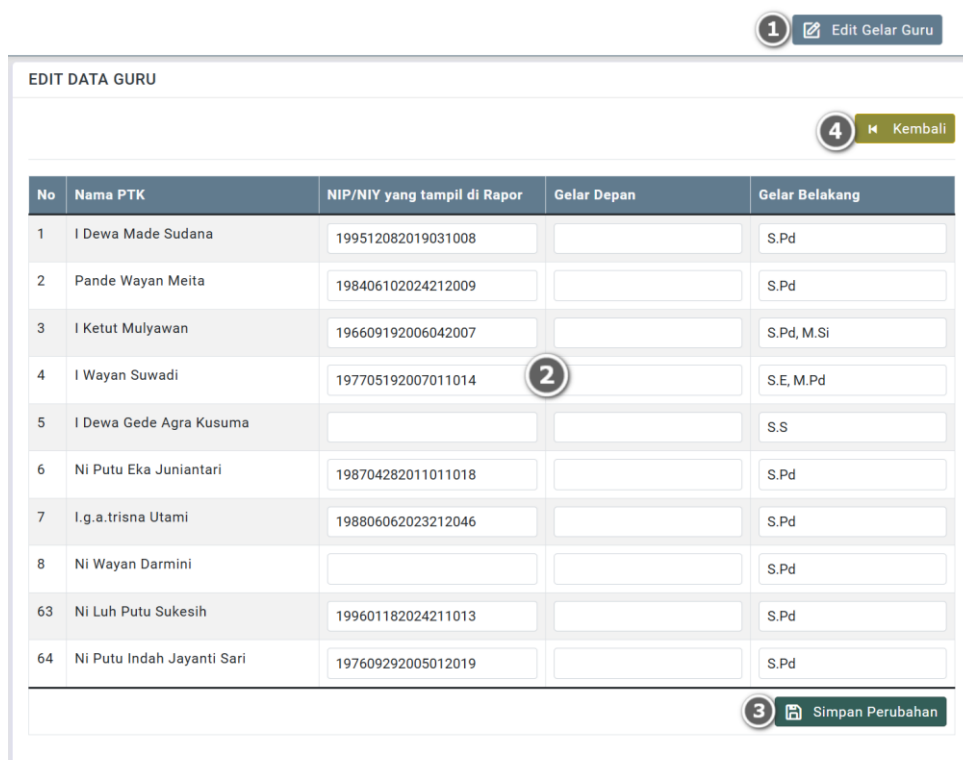 1 Edit Gelar Guru
EDIT DATA GURU
4 Kembali
No Nama PTK NIP/NIY yang tampil di Rapor Gelar Depan Gelar Belakang
1 I Dewa Made Sudana 199512082019031008 S.Pd
2 Pande Wayan Meita 198406102024212009 S.Pd
3 I Ketut Mulyawan 196609192006042007 S.Pd, M.Si
4 I Wayan Suwadi 197705192007011014 2 S.E, M.Pd
5 I Dewa Gede Agra Kusuma S.S
6 Ni Putu Eka Juniantari 198704282011011018 S.Pd
7 I.g.a.trisna Utami 198806062023212046 S.Pd
8 Ni Wayan Darmini S.Pd
63 Ni Luh Putu Sukesih 199601182024211013 S.Pd
64 Ni Putu Indah Jayanti Sari 197609292005012019 S.Pd
3 Simpan Perubahan